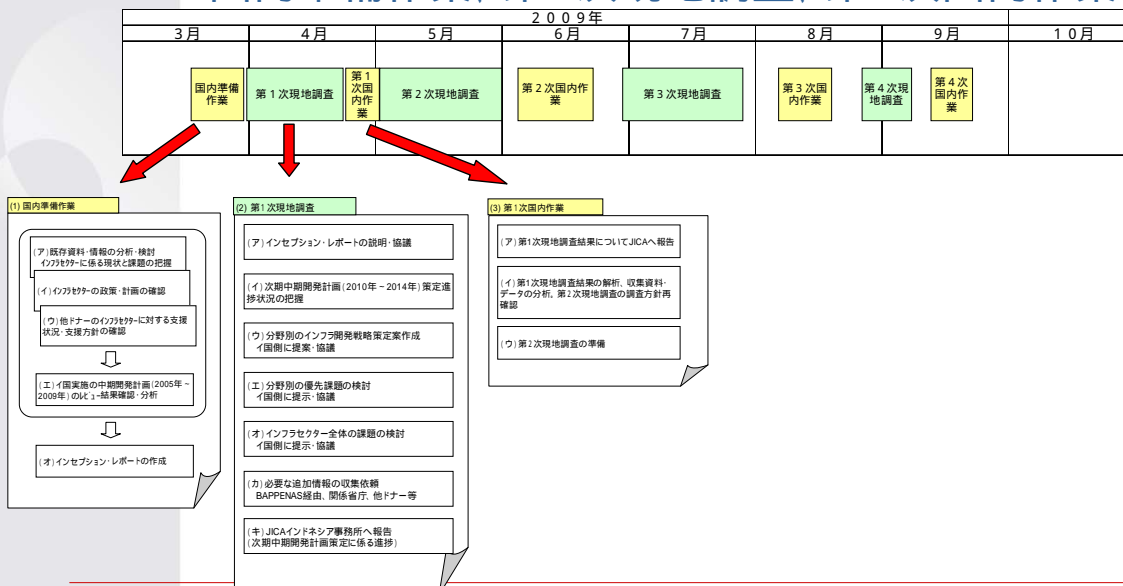 2009年
3月 4月 5月 6月 7月 8月 9月 10月
国内準備
作業
第1次現地調査
第1
次国
内作
業
第2次現地調査
第2次国内作
業
第3次現地調査
第3次国
内作業
第4次現
地調査
第4次
国内作
業
(1) 国内準備作業
(ア)既存資料・情報の分析・検討
インフラセクターに係る現状と課題の把握
(イ)インフラセクターの政策・計画の確認
(ウ)他ドナーのインフラセクターに対する支援
状況・支援方針の確認
(エ)イ国実施の中期開発計画(2005年~
2009年)のレビュー結果確認・分析
(オ)インセプション・レポートの作成
(2) 第1次現地調査
(ア)インセプション・レポートの説明・協議
(イ)次期中期開発計画(2010年-2014年)策定進
捗状況の把握
(ウ)分野別のインフラ開発戦略策定案作成
イ国側に提案・協議
(エ)分野別の優先課題の検討
イ国側に提示・協議
(オ)インフラセクター全体の課題の検討
イ国側に提示・協議
(カ)必要な追加情報の収集依頼
BAPPENAS経由、関係省庁、他ドナー等
(キ)JICAインドネシア事務所へ報告
(次期中期開発計画策定に係る進捗)
(3) 第1次国内作業
(ア)第1次現地調査結果についてJICAへ報告
(イ)第1次現地調査結果の解析、収集資料・
データの分析、第2次現地調査の調査方針再
確認
(ウ)第2次現地調査の準備